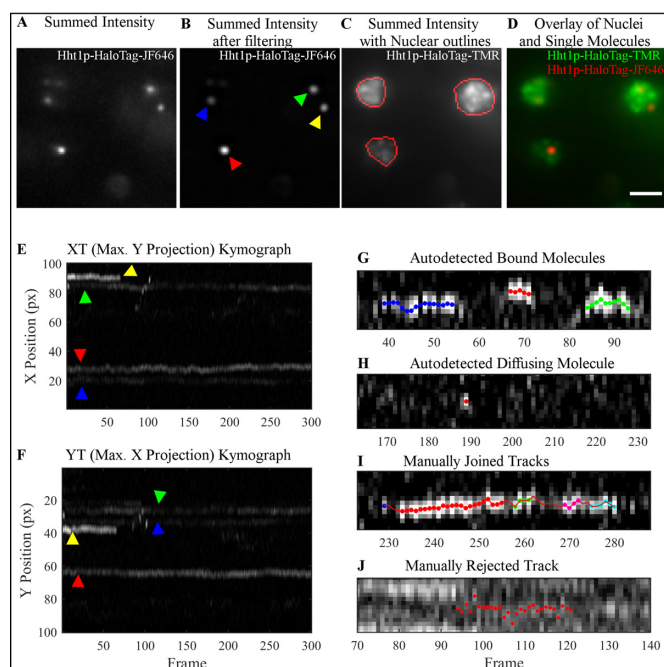 A Summed Intensity
Hht1p-HaloTag-JF646
B Summed Intensity
after filtering
Hht1p-HaloTag-JF646
C Summed Intensity
with Nuclear outlines
Hht1p-HaloTag-TMR
D Overlay of Nuclei
and Single Molecules
Hht1p-HaloTag-TMR
Hht1p-HaloTag-JF646
E XT (Max. Y Projection) Kymograph
X Position (px)
100
80
60
40
20
0 50 100 150 200 250 300
F YT (Max. X Projection) Kymograph
Y Position (px)
20
40
60
80
100
0 50 100 150 200 250 300
Frame
G Autodetected Bound Molecules
40 50 60 70 80 90
H Autodetected Diffusing Molecule
170 180 190 200 210 220 230
I Manually Joined Tracks
230 240 250 260 270 280
J Manually Rejected Track
70 80 90 100 110 120 130 140
Frame